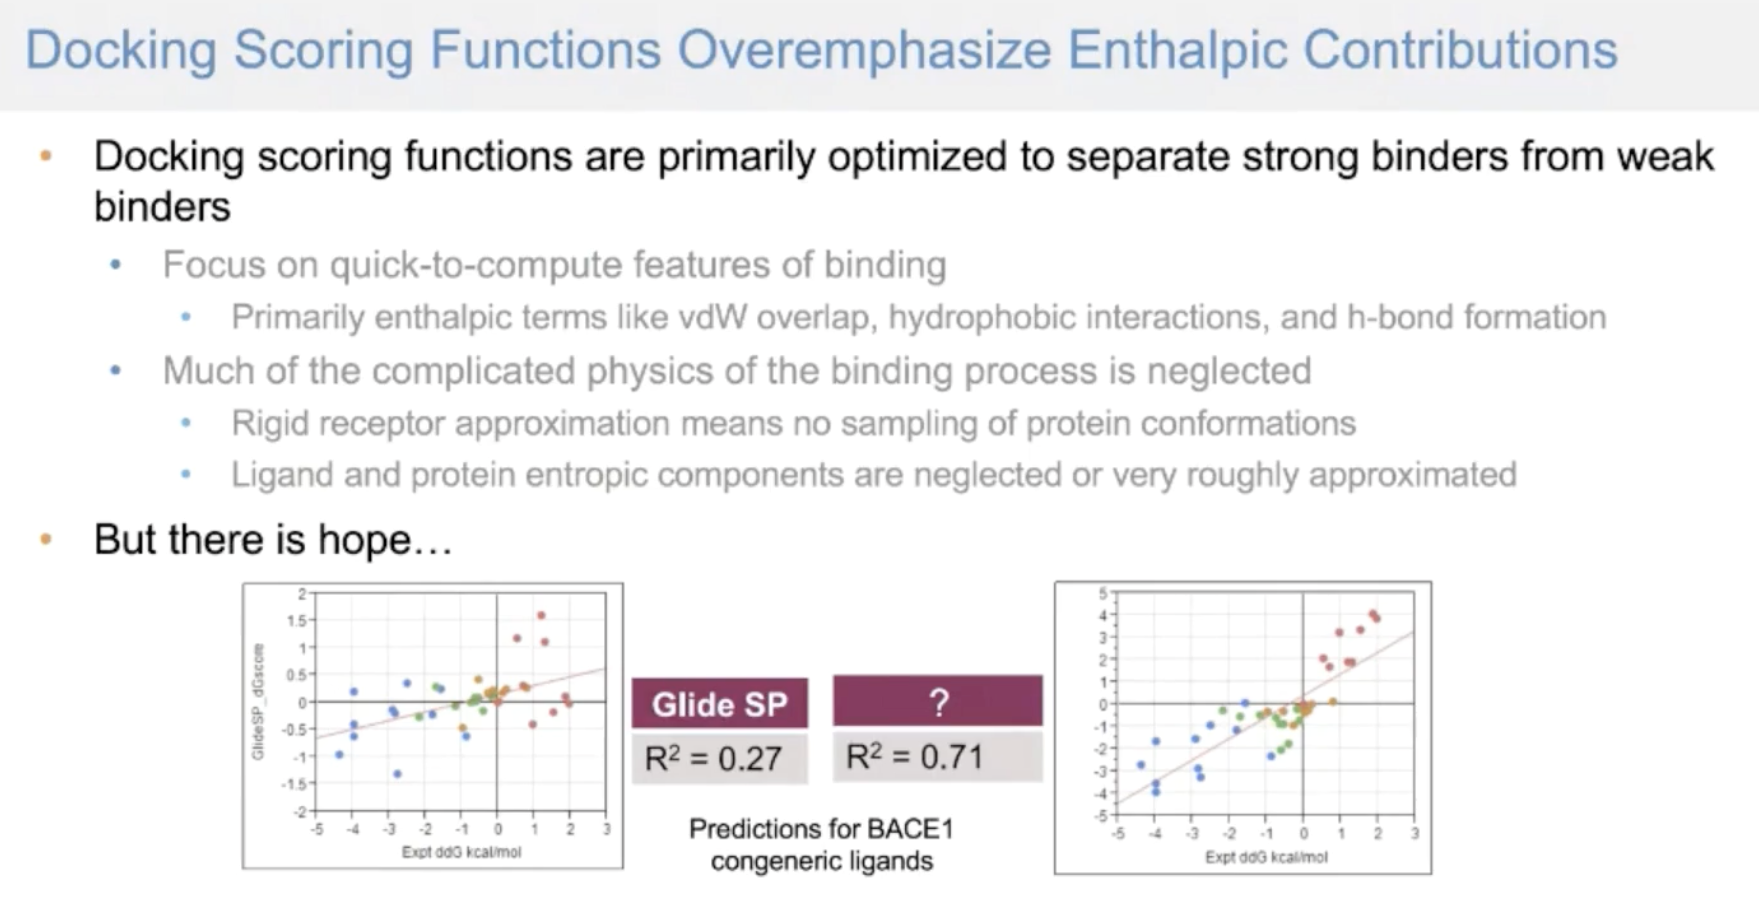 Docking Scoring Functions Overemphasize Enthalpic Contributions
• Docking scoring functions are primarily optimized to separate strong binders from weak
binders
• Focus on quick-to-compute features of binding
• Primarily enthalpic terms like vdW overlap, hydrophobic interactions, and h-bond formation
• Much of the complicated physics of the binding process is neglected
• Rigid receptor approximation means no sampling of protein conformations
• Ligand and protein entropic components are neglected or very roughly approximated
• But there is hope…
GlideSP_dGscore
2
1.5
1
0.5
0
-0.5
-1
-1.5
-2
-5 -4 -3 -2 -1 0 1 2 3
Expt ddG kcal/mol
Glide SP
R² = 0.27
?
R² = 0.71
Predictions for BACE1
congeneric ligands
5
4
3
2
1
0
-1
-2
-3
-4
-5
-5 -4 -3 -2 -1 0 1 2 3
Expt ddG kcal/mol